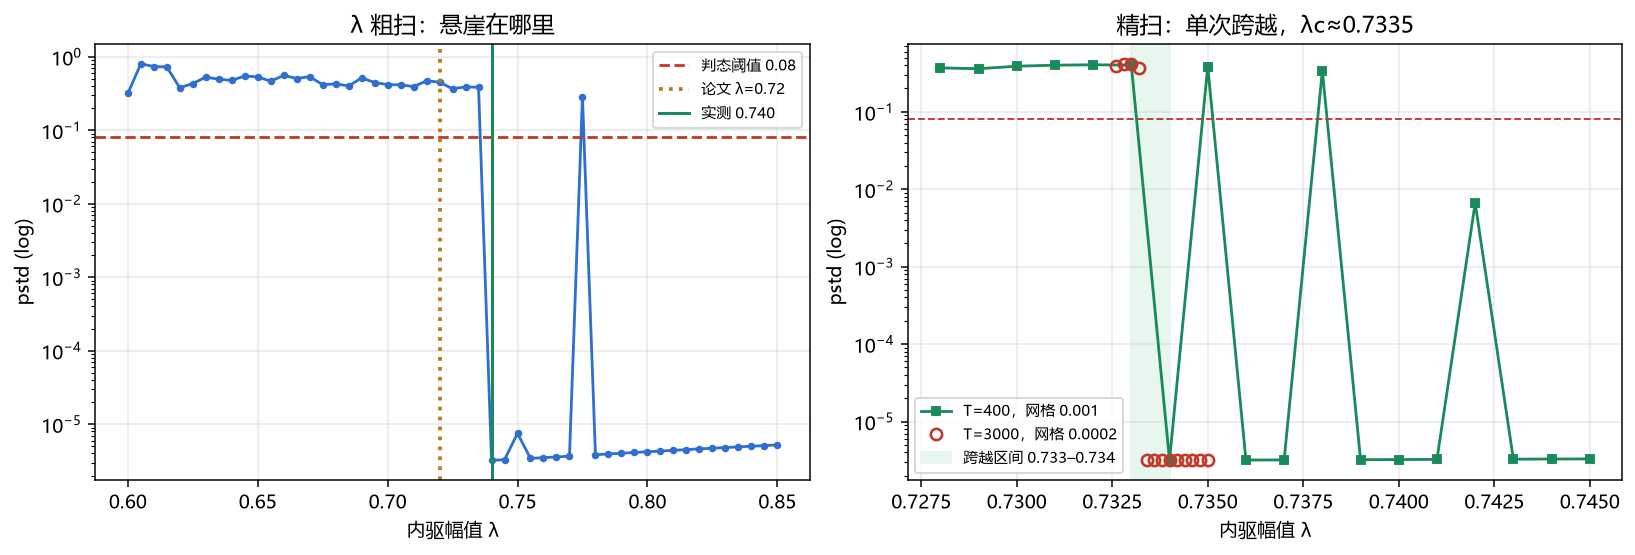 λ 粗扫：悬崖在哪里
pstd (log)
10⁰
10⁻¹
10⁻²
10⁻³
10⁻⁴
10⁻⁵
判态阈值 0.08
论文 λ=0.72
实测 0.740
0.60 0.65 0.70 0.75 0.80 0.85
内驱幅值 λ
精扫：单次跨越，λc≈0.7335
pstd (log)
10⁻¹
10⁻²
10⁻³
10⁻⁴
10⁻⁵
T=400，网格 0.001
T=3000，网格 0.0002
跨越区间 0.733–0.734
0.7275 0.7300 0.7325 0.7350 0.7375 0.7400 0.7425 0.7450
内驱幅值 λ